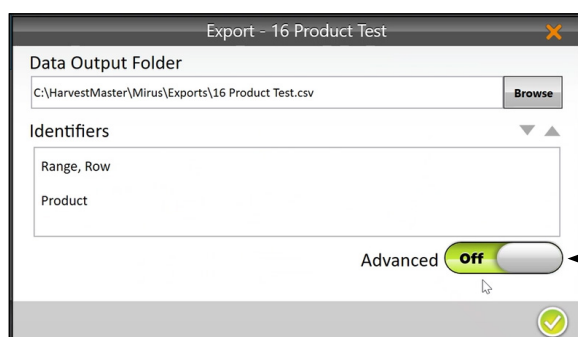 Export - 16 Product Test
Data Output Folder
C:\HarvestMaster\Mirus\Exports\16 Product Test.csv
Browse
Identifiers
Range, Row
Product
Advanced
Off